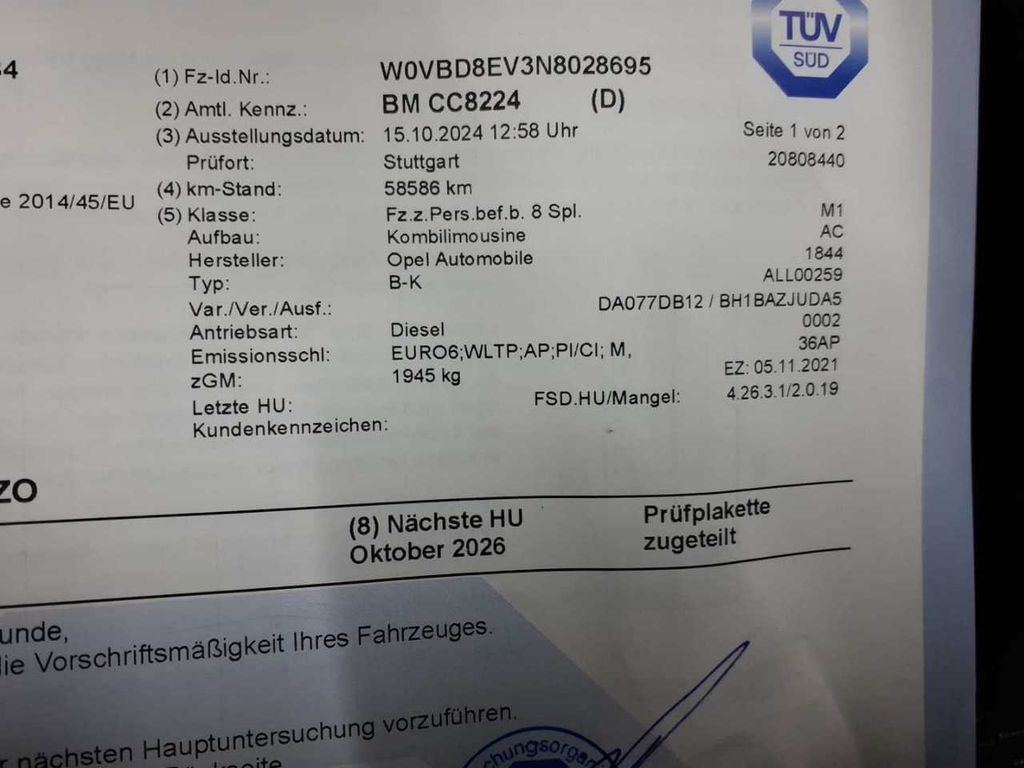 TÜV
SÜD
(1) Fz-Id.Nr.: W0VBD8EV3N8028695
(2) Amtl. Kennz.: BM CC8224 (D)
(3) Ausstellungsdatum: 15.10.2024 12:58 Uhr Seite 1 von 2
Prüfort: Stuttgart 20808440
e 2014/45/EU (4) km-Stand: 58586 km
(5) Klasse: Fz.z.Pers.bef.b. 8 Spl. M1
Aufbau: Kombilimousine AC
Hersteller: Opel Automobile 1844
Typ: B-K ALL00259
Var./Ver./Ausf.: DA077DB12 / BH1BAZJUDA5
Antriebsart: Diesel 0002
Emissionsschl: EURO6;WLTP;AP;PI/CI; M, 36AP
zGM: 1945 kg EZ: 05.11.2021
Letzte HU: FSD.HU/Mangel: 4.26.3.1/2.0.19
Kundenkennzeichen:
ZO
(8) Nächste HU Prüfplakette
Oktober 2026 zugeteilt
unde,
ie Vorschriftsmäßigkeit Ihres Fahrzeuges.
r nächsten Hauptuntersuchung vorzuführen.
chungsorgan